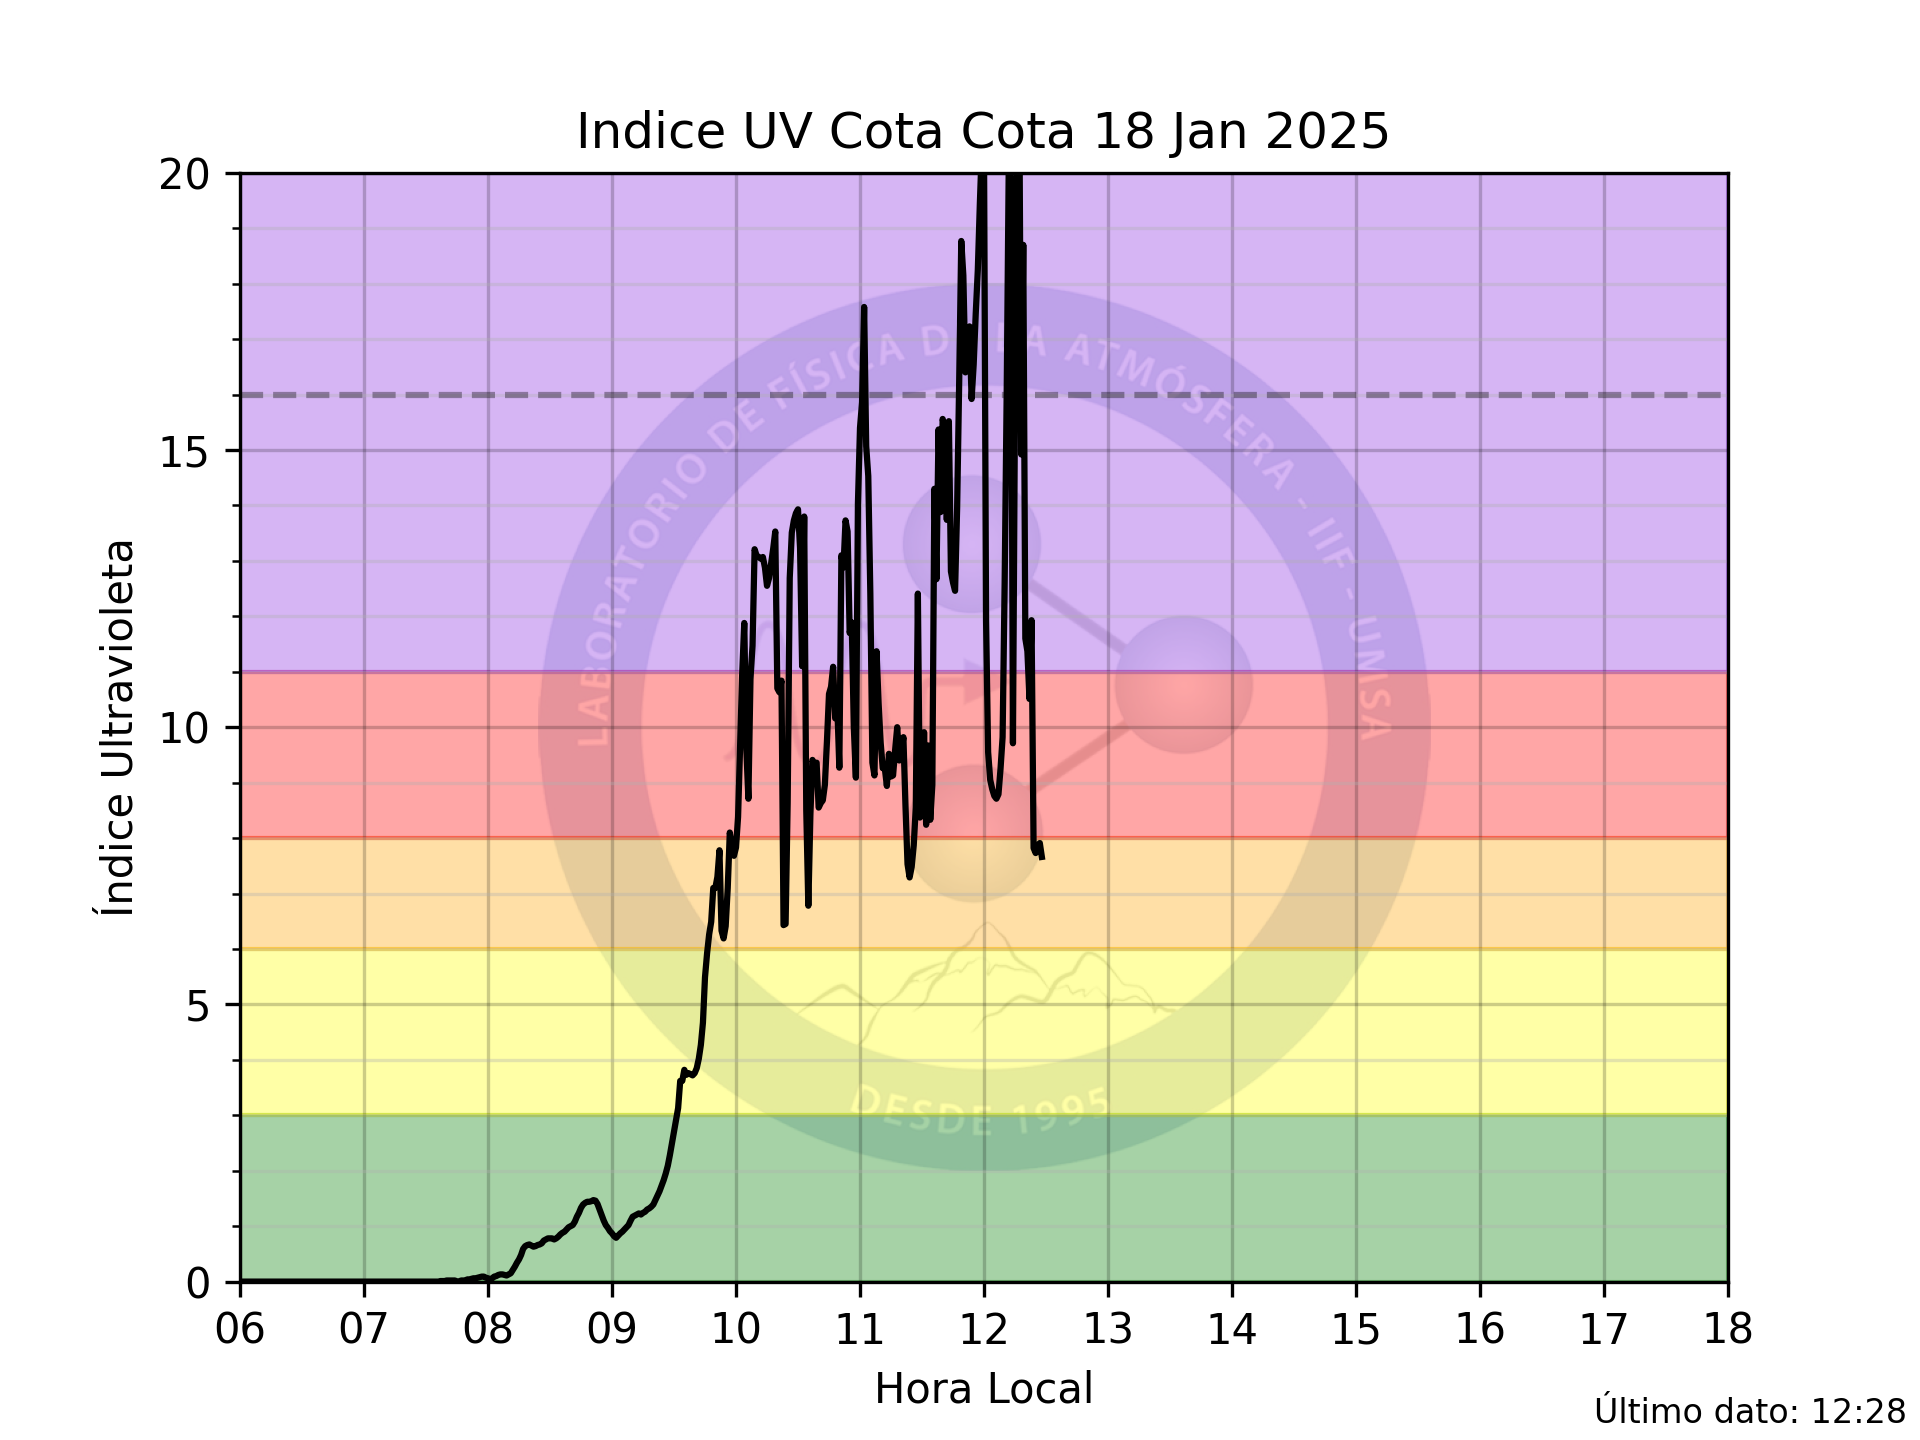 Indice UV Cota Cota 18 Jan 2025
20
15
10
5
0
Índice Ultravioleta
LABORATORIO DE FÍSICA DE LA ATMÓSFERA - IIF - UMSA
DESDE 1995
06 07 08 09 10 11 12 13 14 15 16 17 18
Hora Local
Último dato: 12:28